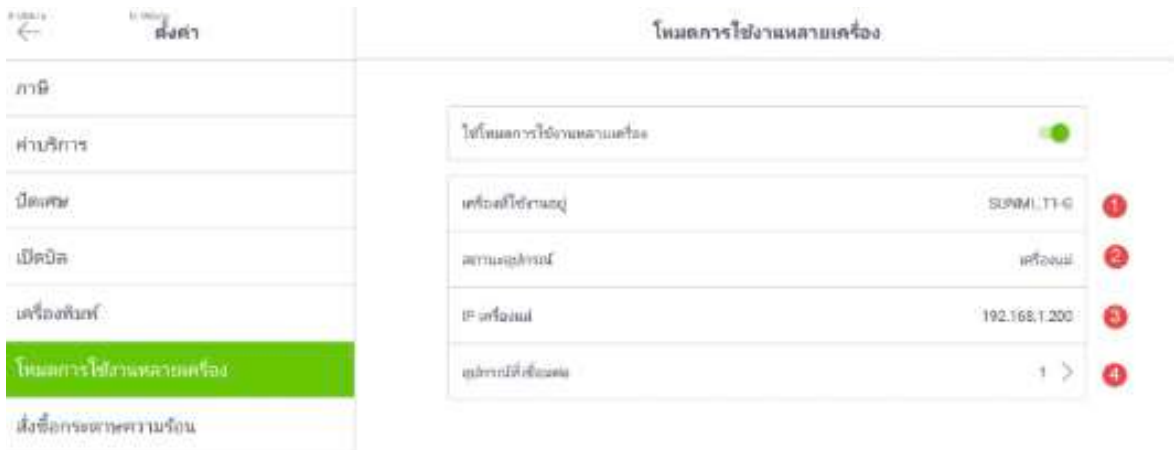 ตั้งค่า
โหมดการใช้งานหลายเครื่อง
ภาษี
ค่าบริการ
ปัดเศษ
เปิดบิล
เครื่องพิมพ์
โหมดการใช้งานหลายเครื่อง
สั่งซื้อกระดาษความร้อน
ใช้โหมดการใช้งานหลายเครื่อง
เครื่องที่ใช้งานอยู่ SUNMI_T1-G 1
สถานะอุปกรณ์ เครื่องแม่ 2
IP เครื่องแม่ 192.168.1.200 3
อุปกรณ์ที่เชื่อมต่อ 1 4